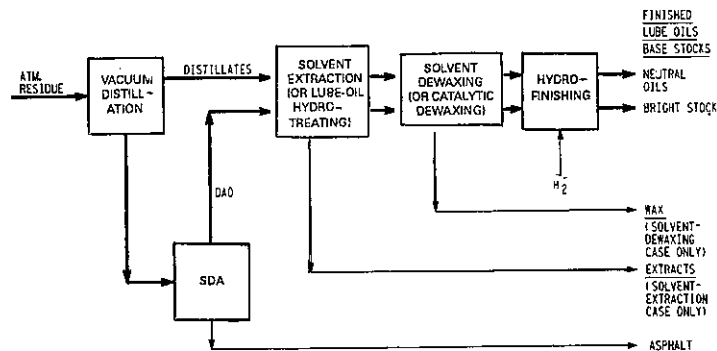 FINISHED
LUBE OILS
BASE STOCKS
ATM.
RESIDUE
VACUUM
DISTILL-
ATION
DISTILLATES
SOLVENT
EXTRACTION
(OR LUBE-OIL
HYDRO-
TREATING)
SOLVENT
DEWAXING
(OR CATALYTIC
DEWAXING)
HYDRO-
FINISHING
NEUTRAL
OILS
BRIGHT STOCK
H2
DAO
SDA
WAX
(SOLVENT-
DEWAXING
CASE ONLY)
EXTRACTS
(SOLVENT-
EXTRACTION
CASE ONLY)
ASPHALT